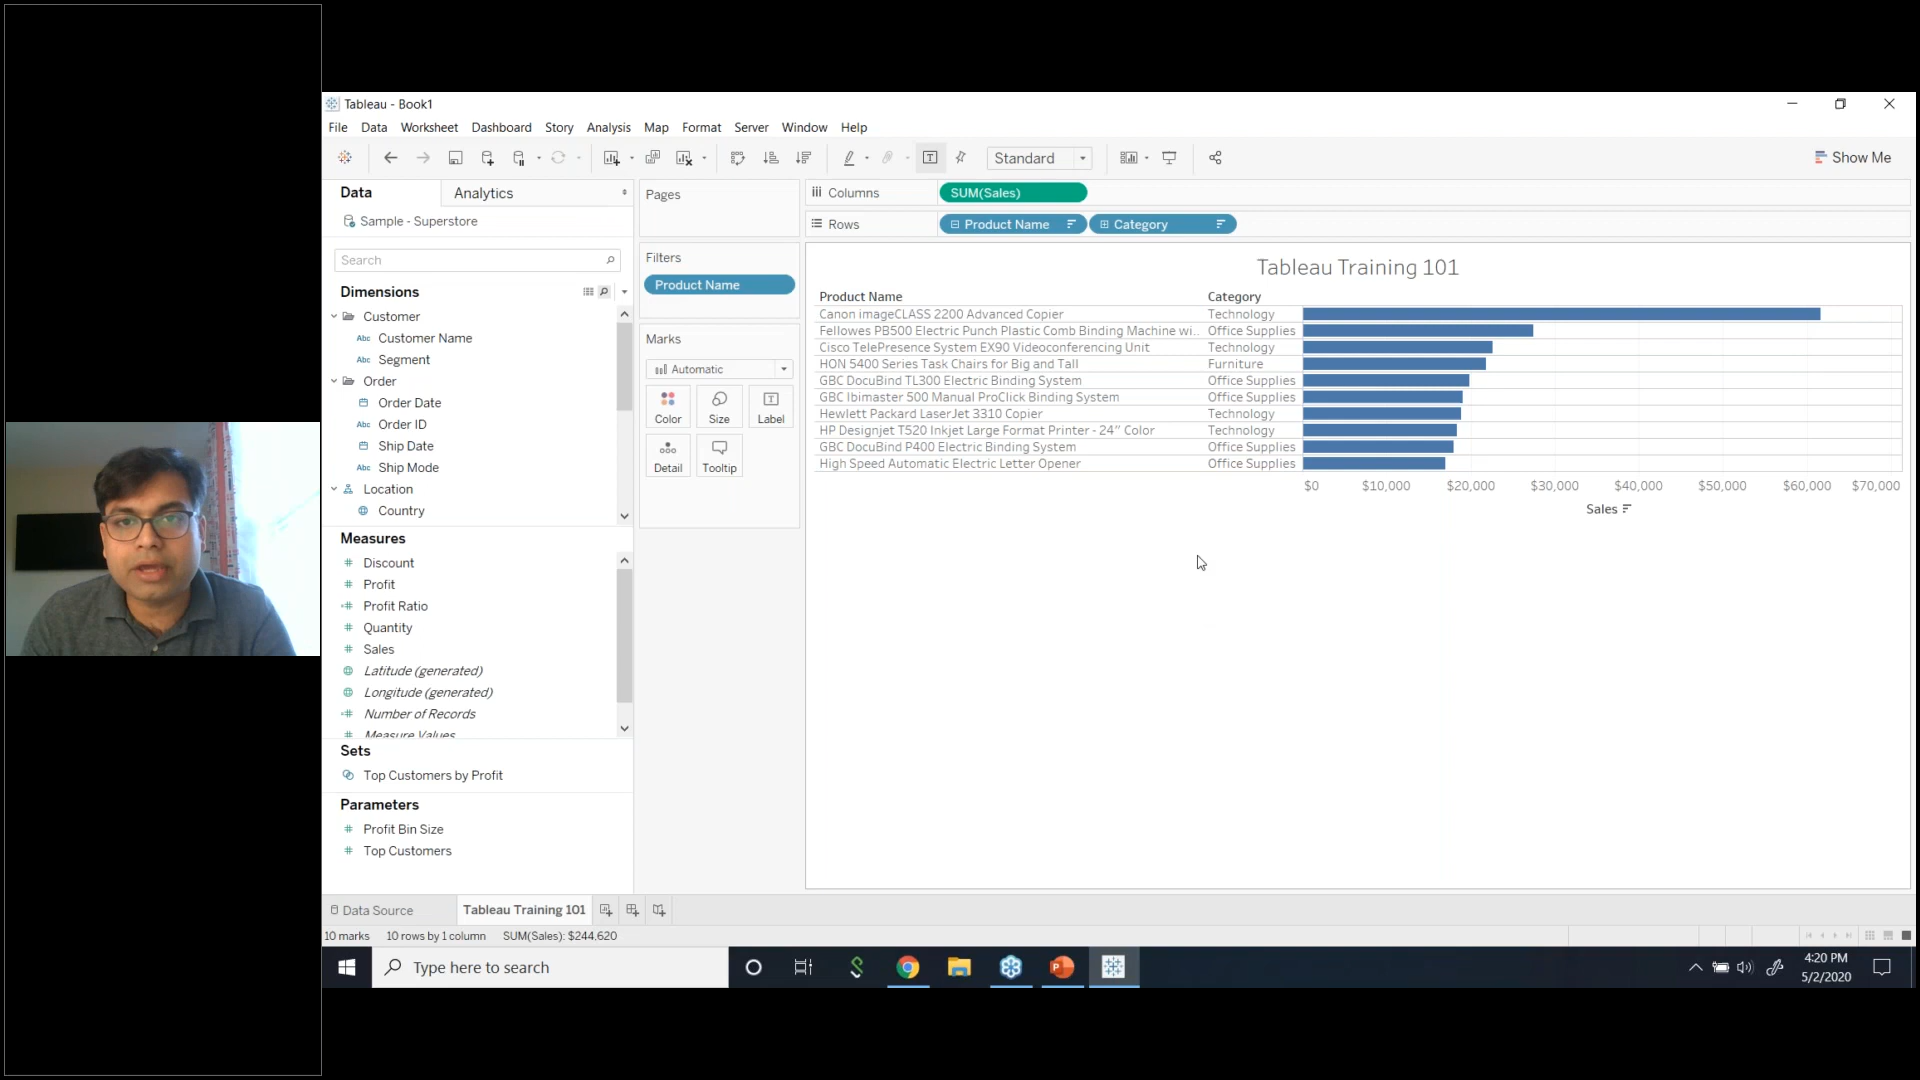 Tableau - Book1
File Data Worksheet Dashboard Story Analysis Map Format Server Window Help
Standard
Show Me
Data
Analytics
Sample - Superstore
Search
Dimensions
Customer
Abc Customer Name
Abc Segment
Order
Order Date
Abc Order ID
Ship Date
Abc Ship Mode
Location
Country
Measures
# Discount
# Profit
# Profit Ratio
# Quantity
# Sales
Latitude (generated)
Longitude (generated)
# Number of Records
# Measure Values
Sets
Top Customers by Profit
Parameters
# Profit Bin Size
# Top Customers
Pages
Filters
Product Name
Marks
Automatic
Color Size Label
Detail Tooltip
Columns SUM(Sales)
Rows Product Name Category
Tableau Training 101
Product Name Category
Canon imageCLASS 2200 Advanced Copier Technology
Fellowes PB500 Electric Punch Plastic Comb Binding Machine wi.. Office Supplies
Cisco TelePresence System EX90 Videoconferencing Unit Technology
HON 5400 Series Task Chairs for Big and Tall Furniture
GBC DocuBind TL300 Electric Binding System Office Supplies
GBC Ibimaster 500 Manual ProClick Binding System Office Supplies
Hewlett Packard LaserJet 3310 Copier Technology
HP Designjet T520 Inkjet Large Format Printer - 24" Color Technology
GBC DocuBind P400 Electric Binding System Office Supplies
High Speed Automatic Electric Letter Opener Office Supplies
$0 $10,000 $20,000 $30,000 $40,000 $50,000 $60,000 $70,000
Sales
Data Source
Tableau Training 101
10 marks 10 rows by 1 column SUM(Sales): $244,620
Type here to search
4:20 PM
5/2/2020